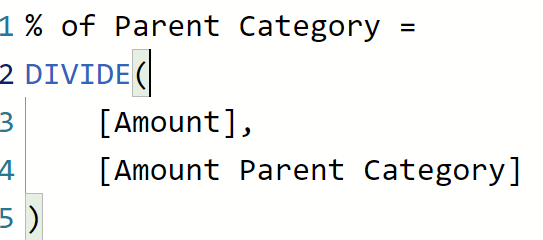 1 % of Parent Category =
2 DIVIDE(
3 [Amount],
4 [Amount Parent Category]
5 )